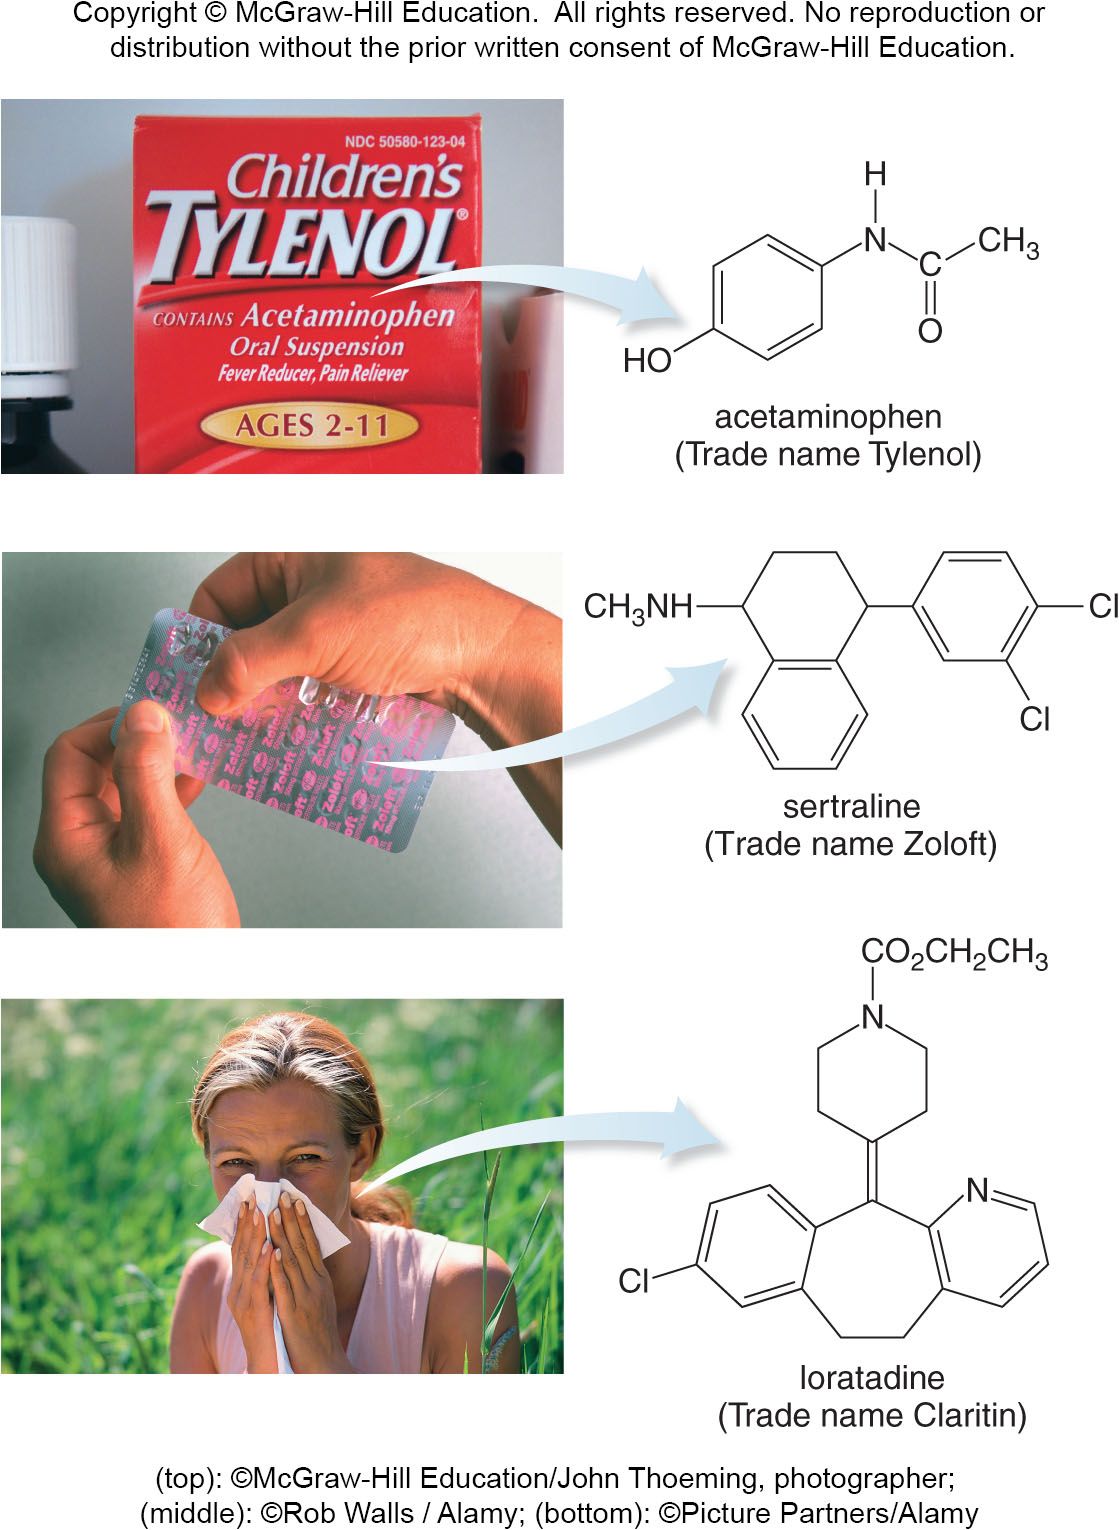 Copyright © McGraw-Hill Education.  All rights reserved. No reproduction or
distribution without the prior written consent of McGraw-Hill Education.
NDC 50580-123-04
Children's
TYLENOL®
CONTAINS Acetaminophen
Oral Suspension
Fever Reducer, Pain Reliever
AGES 2-11
H
N
C
CH₃
O
HO
acetaminophen
(Trade name Tylenol)
Zoloft
CH₃NH
Cl
Cl
sertraline
(Trade name Zoloft)
CO₂CH₂CH₃
N
N
Cl
loratadine
(Trade name Claritin)
(top): ©McGraw-Hill Education/John Thoeming, photographer;
(middle): ©Rob Walls / Alamy; (bottom): ©Picture Partners/Alamy